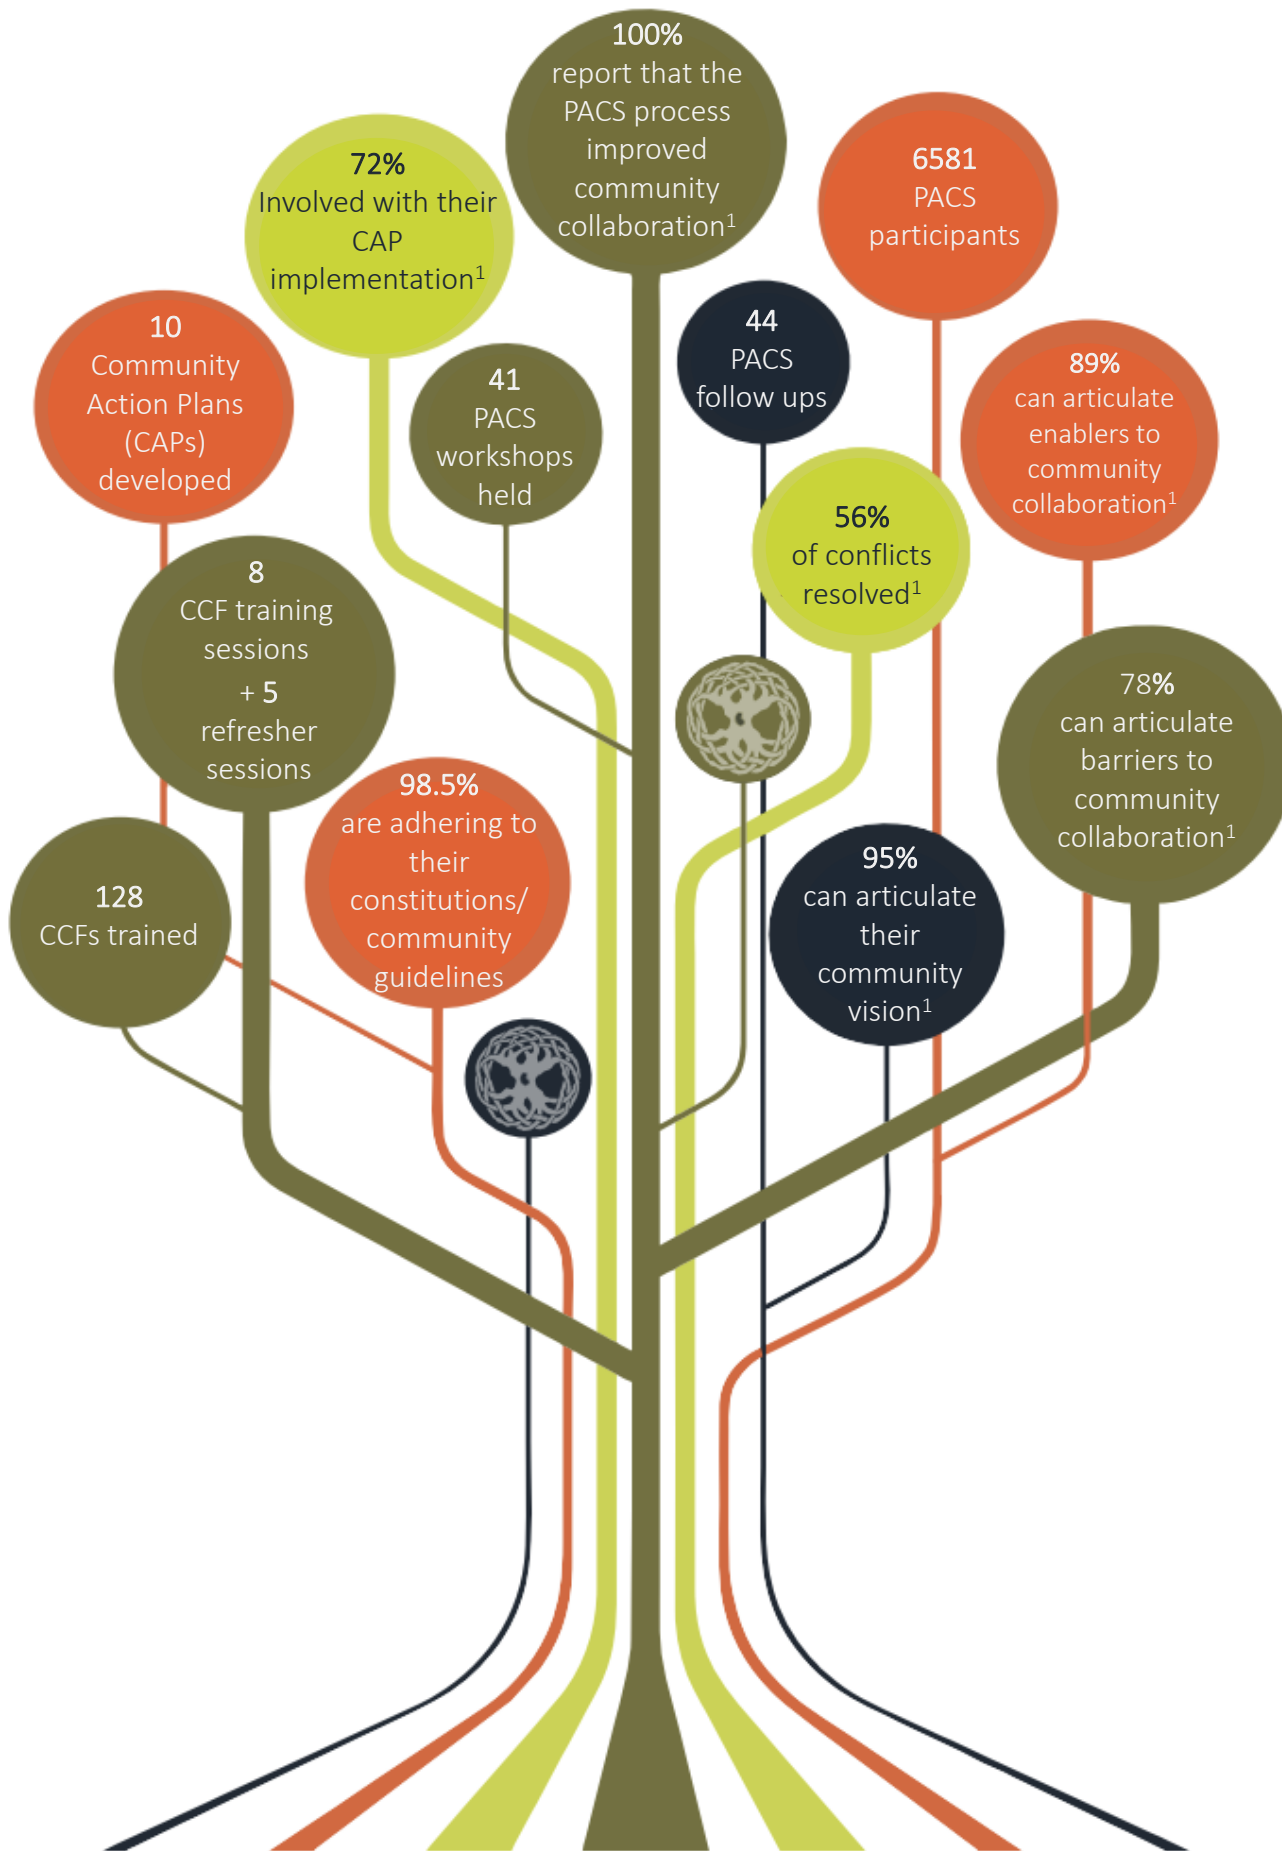 100%
report that the
PACS process
improved
community
collaboration¹
72%
Involved with their
CAP
implementation¹
6581
PACS
participants
10
Community
Action Plans
(CAPs)
developed
41
PACS
workshops
held
44
PACS
follow ups
89%
can articulate
enablers to
community
collaboration¹
56%
of conflicts
resolved¹
8
CCF training
sessions
+ 5
refresher
sessions
78%
can articulate
barriers to
community
collaboration¹
98.5%
are adhering to
their
constitutions/
community
guidelines
128
CCFs trained
95%
can articulate
their
community
vision¹